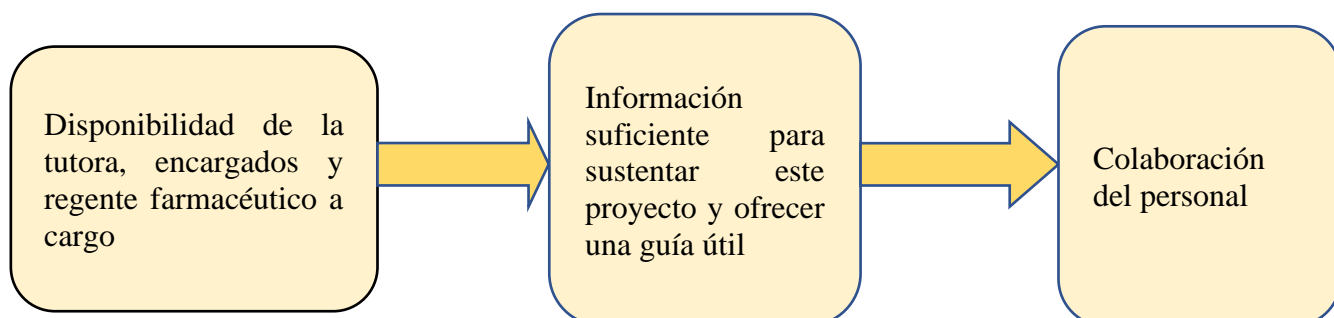 Disponibilidad de la
tutora, encargados y
regente farmacéutico a
cargo
Información
suficiente para
sustentar este
proyecto y ofrecer
una guía útil
Colaboración
del personal